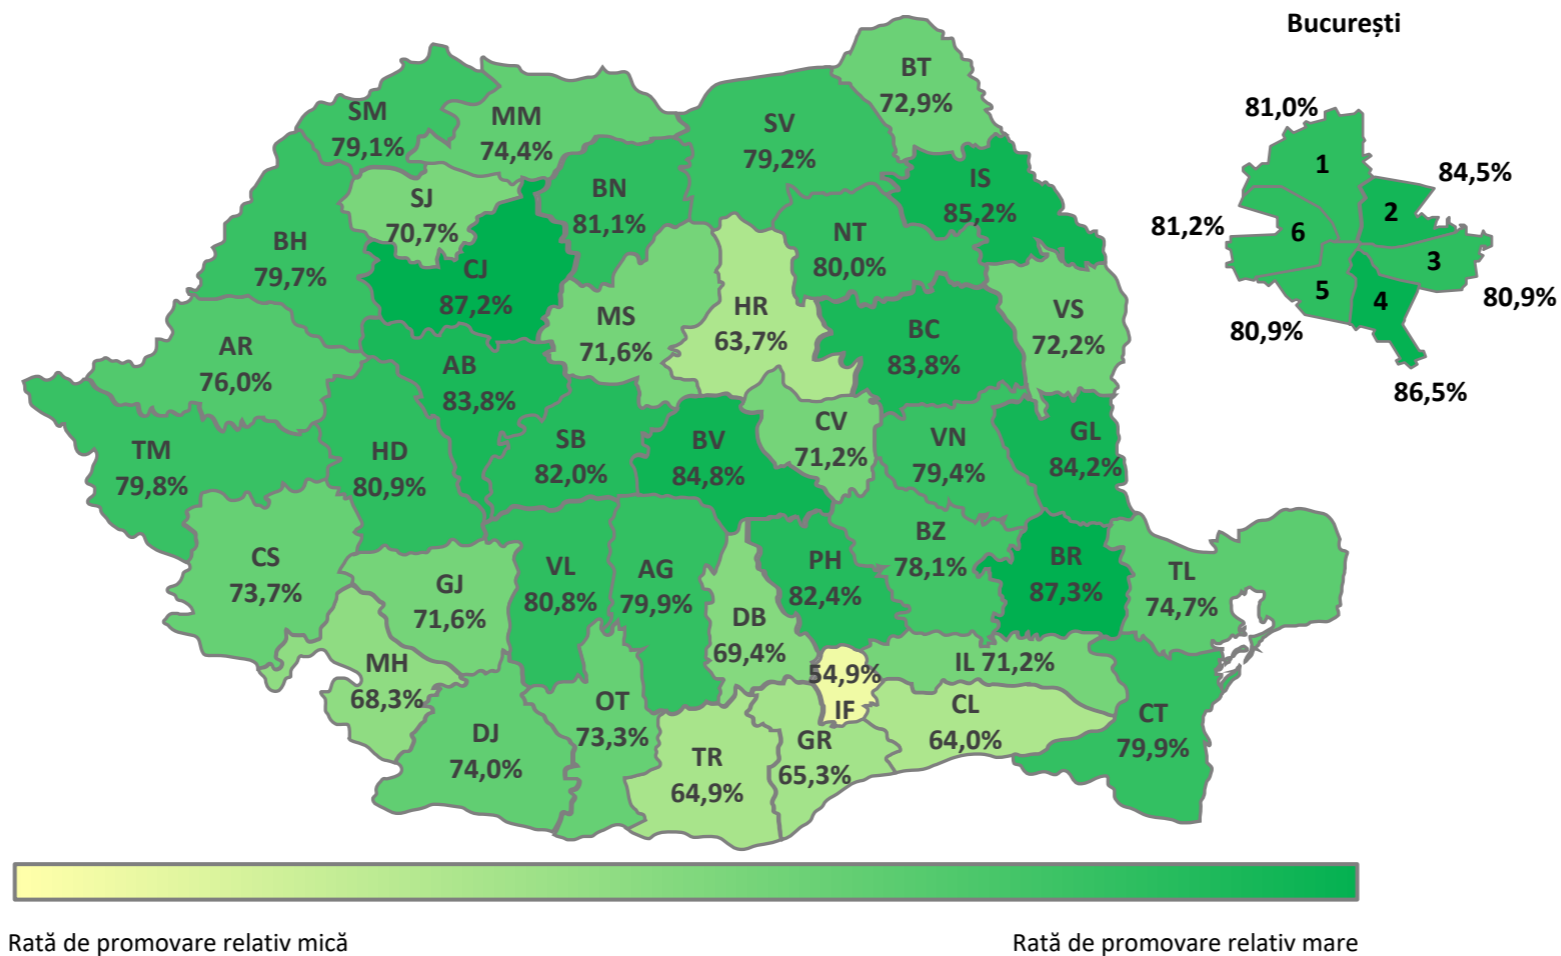 București
BT
72,9%
SM
79,1%
MM
74,4%
SV
79,2%
81,0%
1
84,5%
2
81,2%
6
3
80,9%
5
4
80,9%
86,5%
IS
85,2%
BN
81,1%
SJ
70,7%
BH
79,7%
NT
80,0%
CJ
87,2%
HR
63,7%
MS
71,6%
VS
72,2%
BC
83,8%
AR
76,0%
AB
83,8%
CV
71,2%
GL
84,2%
VN
79,4%
TM
79,8%
HD
80,9%
SB
82,0%
BV
84,8%
BZ
78,1%
CS
73,7%
GJ
71,6%
VL
80,8%
AG
79,9%
PH
82,4%
BR
87,3%
TL
74,7%
DB
69,4%
MH
68,3%
54,9%
IF
IL 71,2%
OT
73,3%
DJ
74,0%
TR
64,9%
GR
65,3%
CL
64,0%
CT
79,9%
Rată de promovare relativ mică
Rată de promovare relativ mare